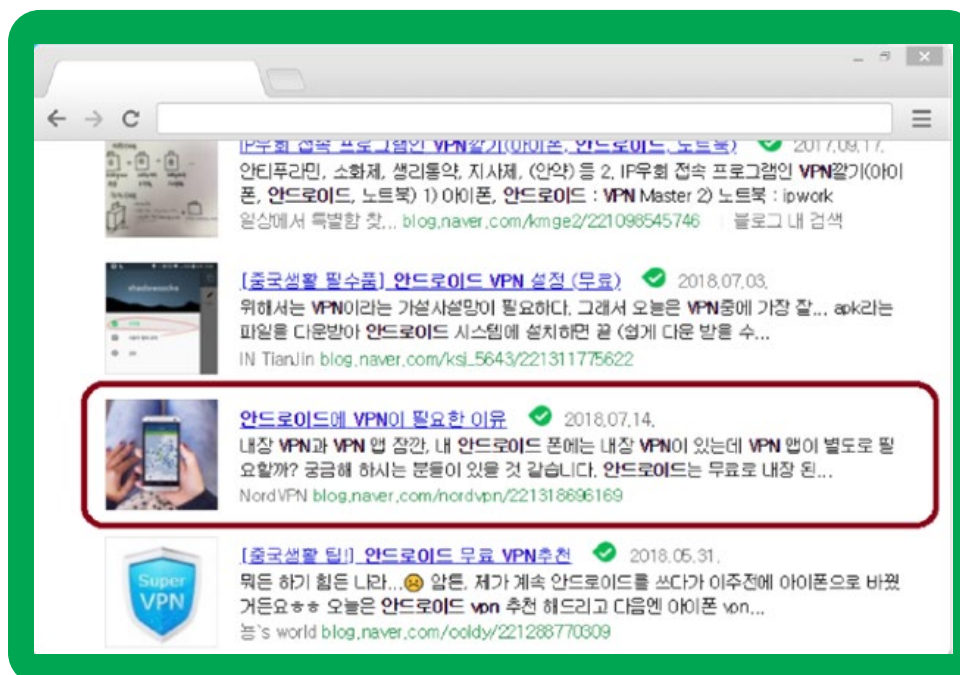 IP우회 접속 프로그램인 VPN깔기(아이폰, 안드로이드, 노트북) 2017.09.17.
안티푸라민, 소화제, 생리통약, 지사제, (안약) 등 2. IP우회 접속 프로그램인 VPN깔기(아이
폰, 안드로이드, 노트북) 1) 아이폰, 안드로이드 : VPN Master 2) 노트북 : ipwork
일상에서 특별함 찾... blog.naver.com/kmge2/221098545746 | 블로그 내 검색
[중국생활 필수품] 안드로이드 VPN 설정 (무료) 2018.07.03.
위해서는 VPN이라는 가설사설망이 필요하다. 그래서 오늘은 VPN중에 가장 잘... apk라는
파일을 다운받아 안드로이드 시스템에 설치하면 끝 (쉽게 다운 받을 수...
IN TianJin blog.naver.com/ksj_5643/221311775622
안드로이드에 VPN이 필요한 이유 2018.07.14.
내장 VPN과 VPN 앱 잠깐, 내 안드로이드 폰에는 내장 VPN이 있는데 VPN 앱이 별도로 필
요할까? 궁금해 하시는 분들이 있을 것 같습니다. 안드로이드는 무료로 내장 된...
NordVPN blog.naver.com/nordvpn/221318696169
Super
VPN
[중국생활 팁!] 안드로이드 무료 VPN추천 2018.05.31.
뭐든 하기 힘든 나라...😣 암튼, 제가 계속 안드로이드를 쓰다가 이주전에 아이폰으로 바꿨
거든요ㅎㅎ 오늘은 안드로이드 vpn 추천 해드리고 다음엔 아이폰 vpn...
뇽`s world blog.naver.com/ooldy/221288770309